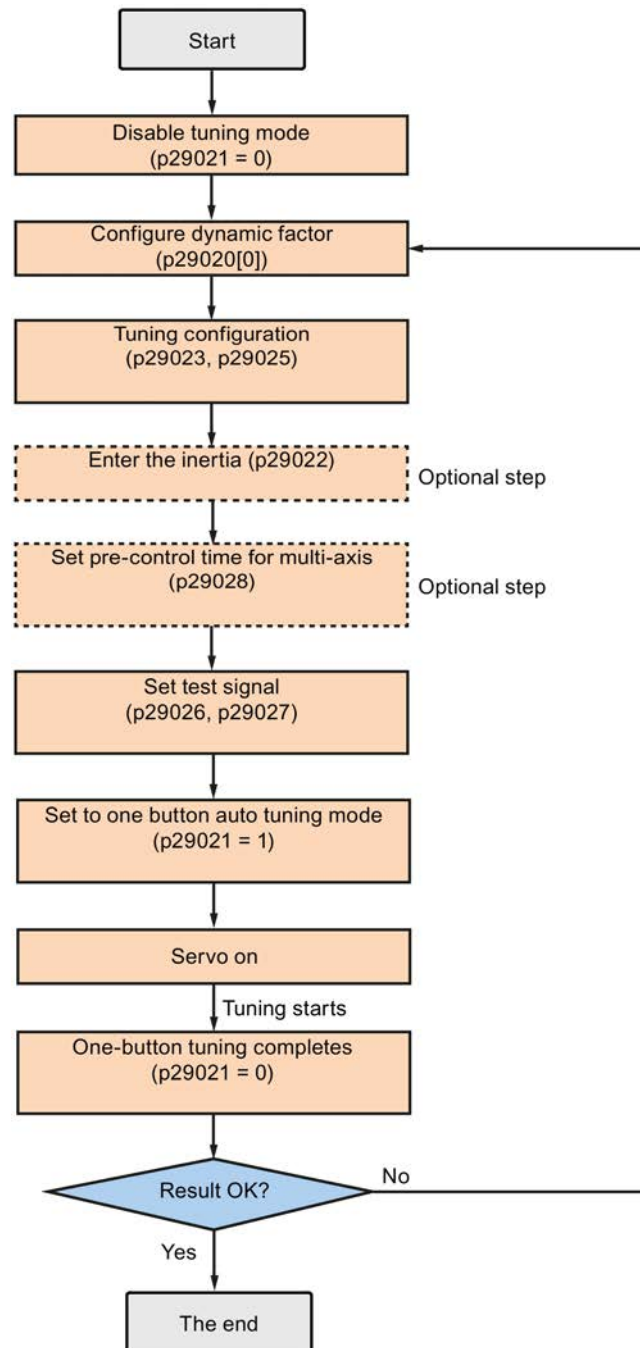 Start
Disable tuning mode
(p29021 = 0)
Configure dynamic factor
(p29020[0])
Tuning configuration
(p29023, p29025)
Enter the inertia (p29022)
Optional step
Set pre-control time for multi-axis
(p29028)
Optional step
Set test signal
(p29026, p29027)
Set to one button auto tuning mode
(p29021 = 1)
Servo on
Tuning starts
One-button tuning completes
(p29021 = 0)
Result OK?
No
Yes
The end